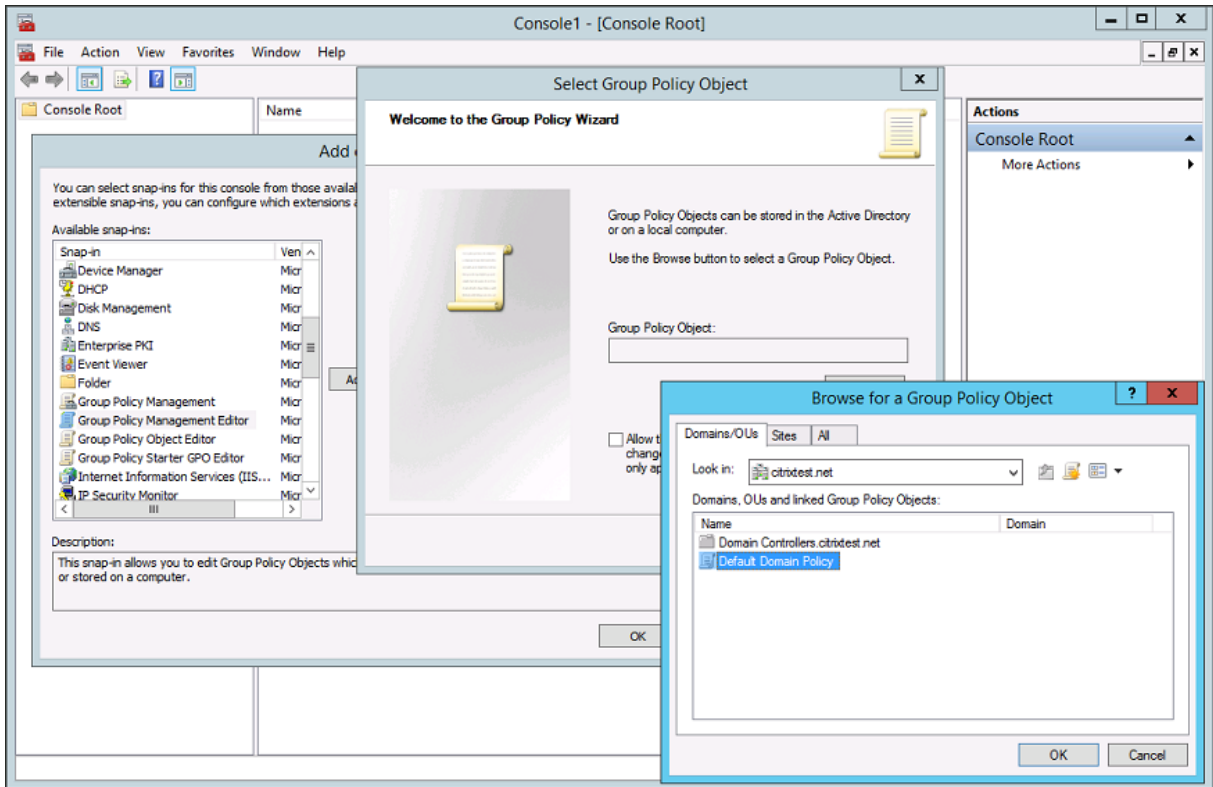 Console1 - [Console Root]
File Action View Favorites Window Help
Console Root
Name
Actions
Console Root
More Actions
Add
You can select snap-ins for this console from those availa
extensible snap-ins, you can configure which extensions
Available snap-ins:
Snap-in Ven
Device Manager Micr
DHCP Micr
Disk Management Micr
DNS Micr
Enterprise PKI Micr
Event Viewer Micr
Folder Micr
Group Policy Management Micr
Group Policy Management Editor Micr
Group Policy Object Editor Micr
Group Policy Starter GPO Editor Micr
Internet Information Services (IIS... Micr
IP Security Monitor Micr
Description:
This snap-in allows you to edit Group Policy Objects whic
or stored on a computer.
OK
Select Group Policy Object
Welcome to the Group Policy Wizard
Group Policy Objects can be stored in the Active Directory
or on a local computer.
Use the Browse button to select a Group Policy Object.
Group Policy Object:
Allow t
change
only ap
Browse for a Group Policy Object
Domains/OUs Sites All
Look in: citrixtest.net
Domains, OUs and linked Group Policy Objects:
Name Domain
Domain Controllers.citrixtest.net
Default Domain Policy
OK Cancel